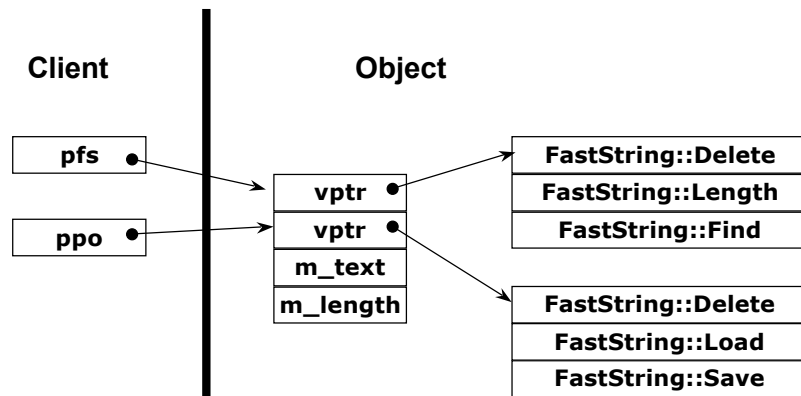 Client
Object
pfs
ppo
vptr
vptr
m_text
m_length
FastString::Delete
FastString::Length
FastString::Find
FastString::Delete
FastString::Load
FastString::Save